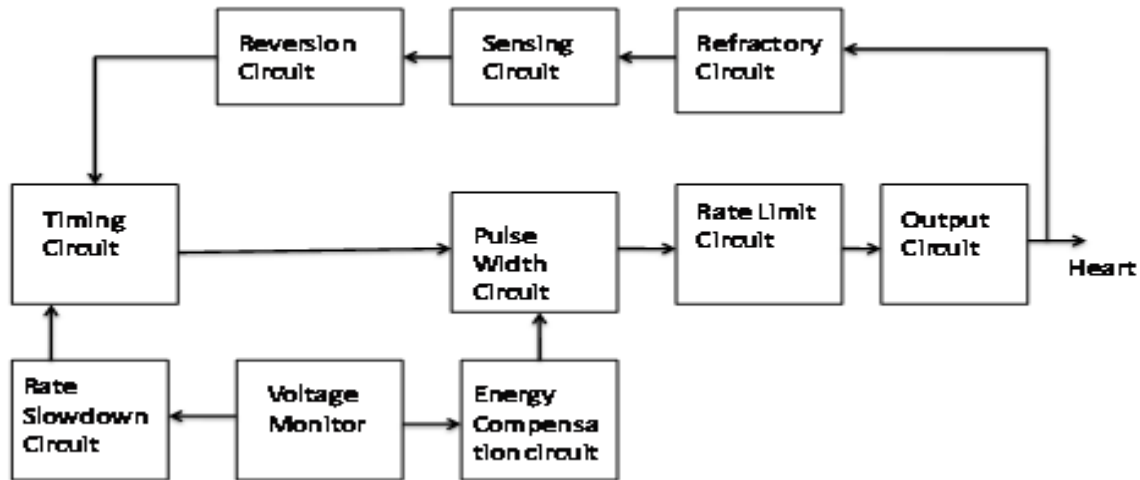 Reversion
Circuit
Sensing
Circuit
Refractory
Circuit
Timing
Circuit
Pulse
Width
Circuit
Rate Limit
Circuit
Output
Circuit
Heart
Rate
Slowdown
Circuit
Voltage
Monitor
Energy
Compensa
tion circuit